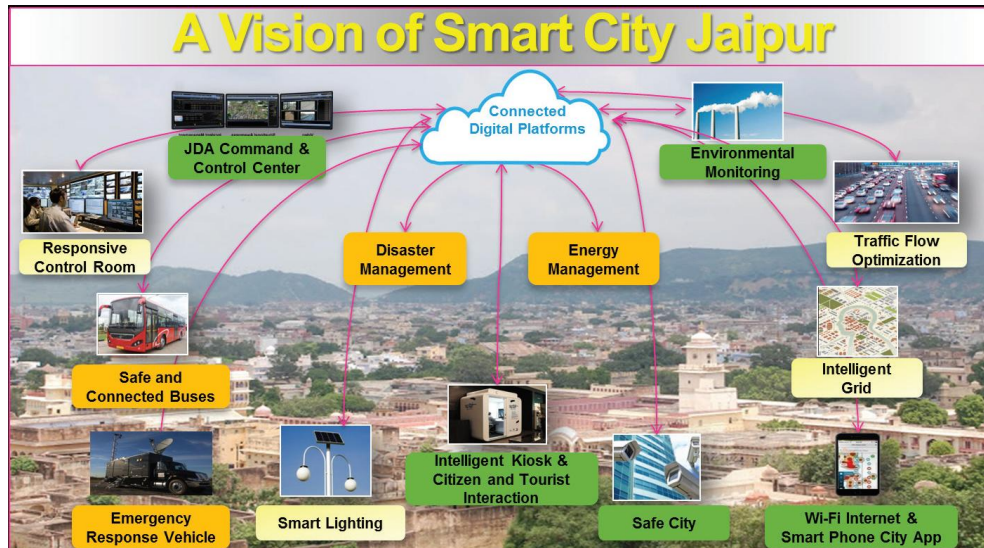 A Vision of Smart City Jaipur
Connected
Digital Platforms
JDA Command &
Control Center
Environmental
Monitoring
Responsive
Control Room
Disaster
Management
Energy
Management
Traffic Flow
Optimization
Safe and
Connected Buses
Intelligent
Grid
Emergency
Response Vehicle
Smart Lighting
Intelligent Kiosk &
Citizen and Tourist
Interaction
Safe City
Wi-Fi Internet &
Smart Phone City App